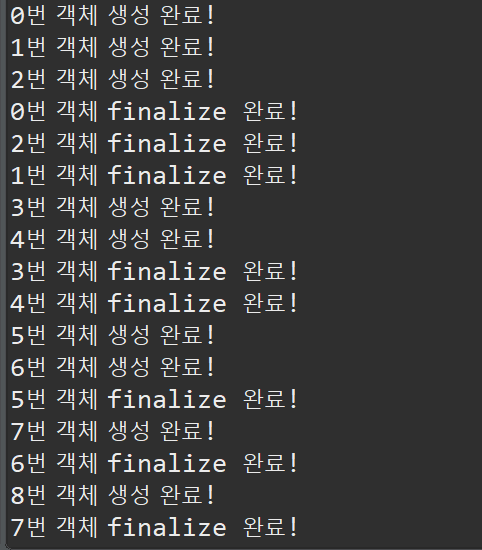 0번 객체 생성 완료!
1번 객체 생성 완료!
2번 객체 생성 완료!
0번 객체 finalize 완료!
2번 객체 finalize 완료!
1번 객체 finalize 완료!
3번 객체 생성 완료!
4번 객체 생성 완료!
3번 객체 finalize 완료!
4번 객체 finalize 완료!
5번 객체 생성 완료!
6번 객체 생성 완료!
5번 객체 finalize 완료!
7번 객체 생성 완료!
6번 객체 finalize 완료!
8번 객체 생성 완료!
7번 객체 finalize 완료!